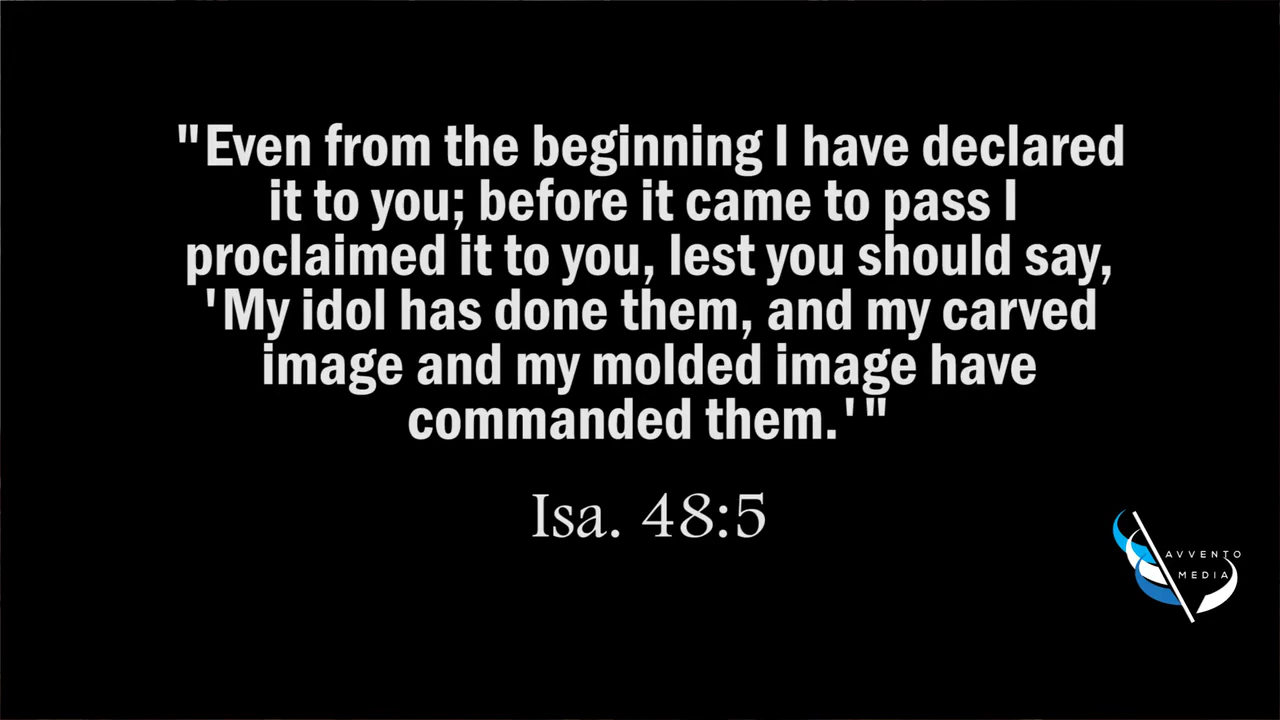 "Even from the beginning I have declared
it to you; before it came to pass I
proclaimed it to you, lest you should say,
'My idol has done them, and my carved
image and my molded image have
commanded them.'"
Isa. 48:5
AVVENTO
MEDIA